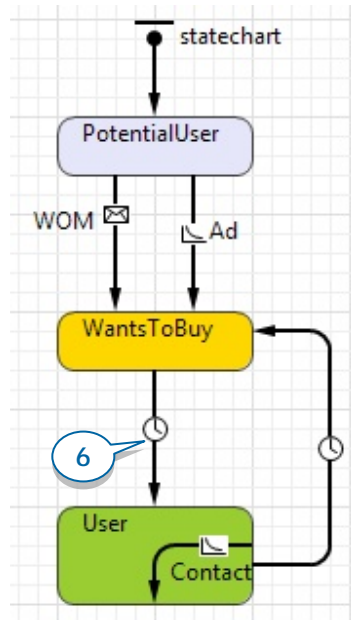 statechart
PotentialUser
WOM
Ad
WantsToBuy
6
User
Contact